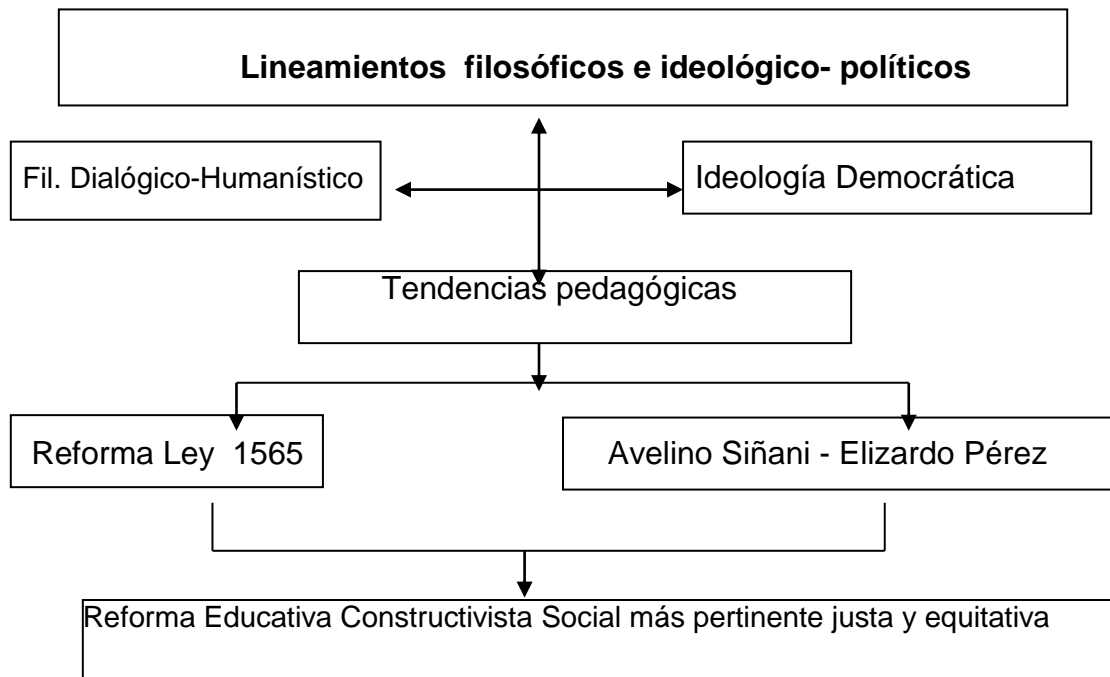 Lineamientos filosóficos e ideológico- políticos
Fil. Dialógico-Humanístico
Ideología Democrática
Tendencias pedagógicas
Reforma Ley 1565
Avelino Siñani - Elizardo Pérez
Reforma Educativa Constructivista Social más pertinente justa y equitativa